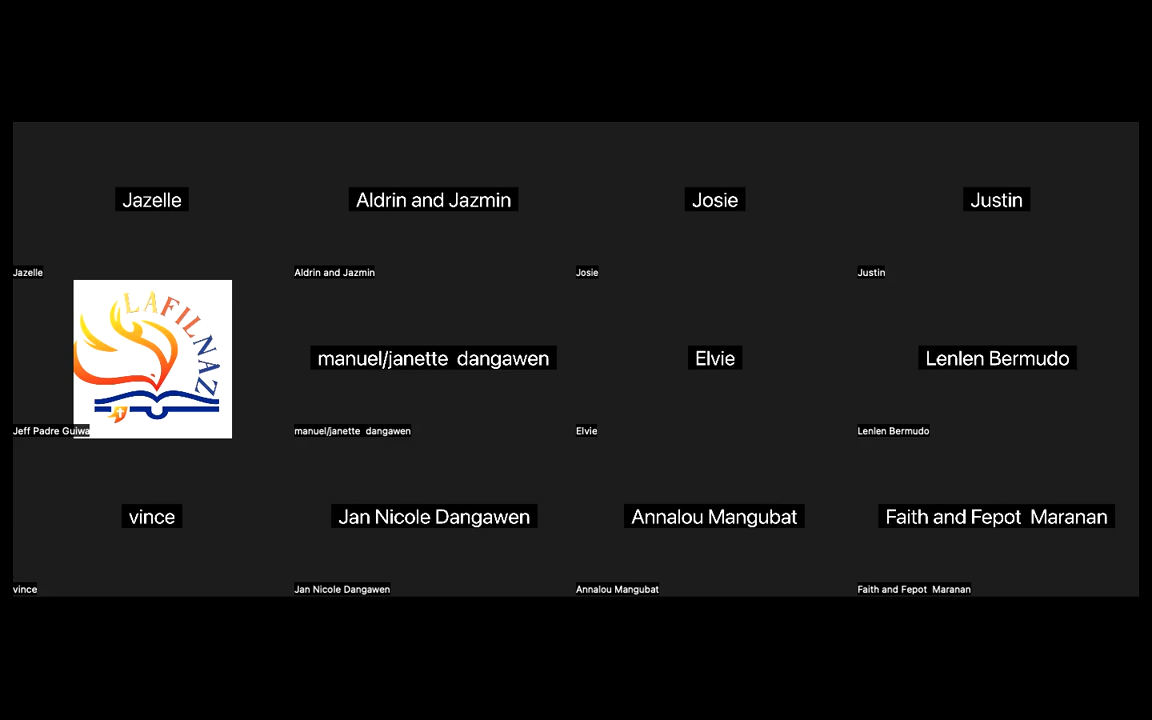 Jazelle
Aldrin and Jazmin
Josie
Justin
Jazelle
Aldrin and Jazmin
Josie
Justin
LAFILNAZ
manuel/janette  dangawen
Elvie
Lenlen Bermudo
Jeff Padre Guiwa
manuel/janette  dangawen
Elvie
Lenlen Bermudo
vince
Jan Nicole Dangawen
Annalou Mangubat
Faith and Fepot  Maranan
vince
Jan Nicole Dangawen
Annalou Mangubat
Faith and Fepot  Maranan